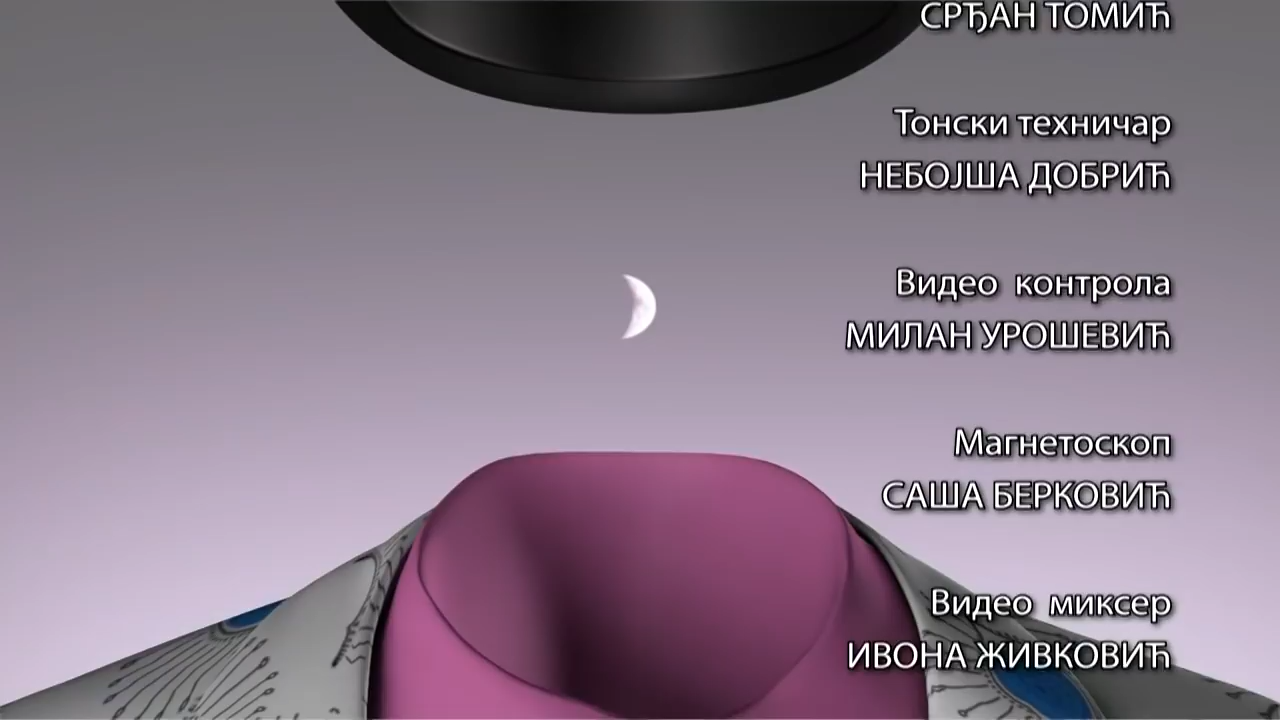 СРЂАН ТОМИЋ
Тонски техничар
НЕБОЈША ДОБРИЋ
Видео контрола
МИЛАН УРОШЕВИЋ
Магнетоскоп
САША БЕРКОВИЋ
Видео миксер
ИВОНА ЖИВКОВИЋ